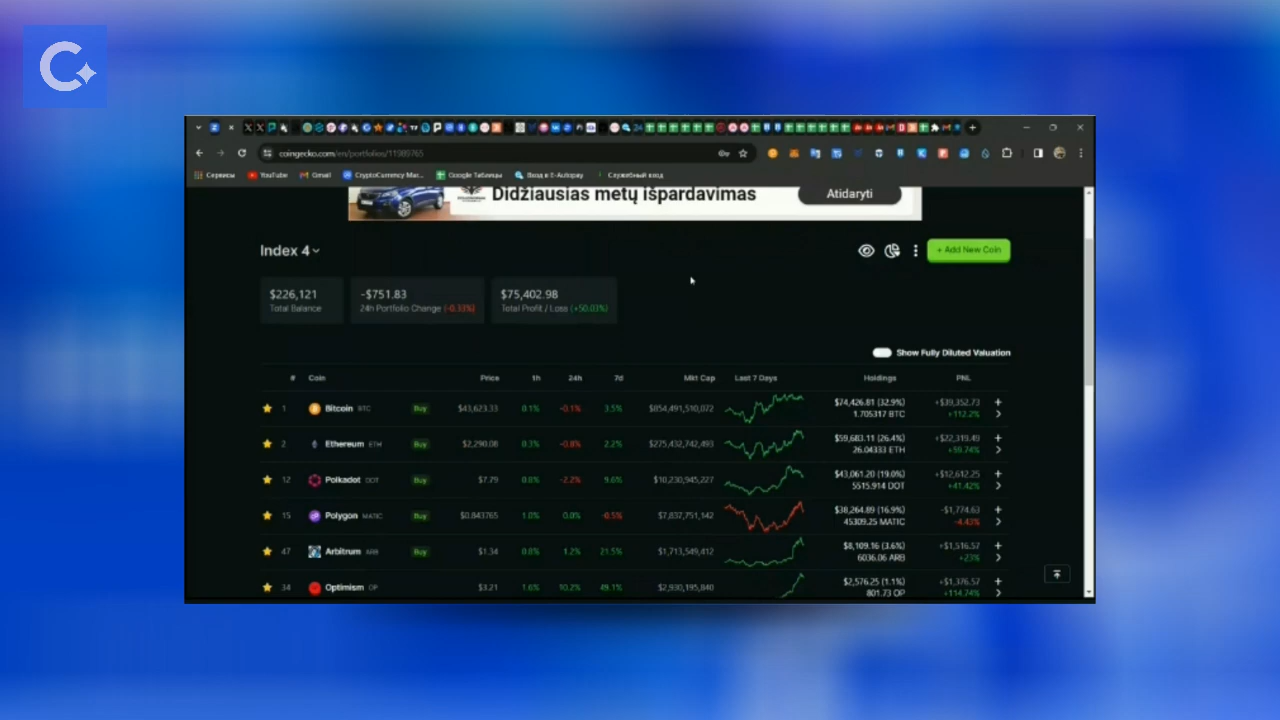 coingecko.com/en/portfolios/11989765
Сервисы YouTube Gmail CryptoCurrency Mar... Google Таблицы Вход в E-Autopay Служебный вход
Didžiausias metų išpardavimas Atidaryti
Index 4 + Add New Coin
$226,121 -$751.83 $75,402.98
Total Balance 24h Portfolio Change (-0.33%) Total Profit / Loss (+50.03%)
Show Fully Diluted Valuation
# Coin Price 1h 24h 7d Mkt Cap Last 7 Days Holdings PNL
1 Bitcoin BTC Buy $43,623.33 0.1% -0.1% 3.5% $854,491,510,072 $74,426.81 (32.9%) +$39,352.73
1.705317 BTC +112.2%
2 Ethereum ETH Buy $2,290.08 0.3% -0.8% 2.2% $275,432,742,493 $59,683.11 (26.4%) +$22,319.49
26.04333 ETH +59.74%
12 Polkadot DOT Buy $7.79 0.8% -2.2% 9.6% $10,230,945,227 $43,061.20 (19.0%) +$12,612.25
5515.914 DOT +41.42%
15 Polygon MATIC Buy $0.843765 1.0% 0.0% -0.5% $7,837,751,142 $38,264.89 (16.9%) -$1,774.63
45309.25 MATIC -4.43%
47 Arbitrum ARB Buy $1.34 0.8% 1.2% 21.5% $1,713,549,412 $8,109.16 (3.6%) +$1,516.57
6036.06 ARB +23%
34 Optimism OP $3.21 1.6% 10.2% 49.1% $2,930,195,840 $2,576.25 (1.1%) +$1,376.57
801.73 OP +114.74%